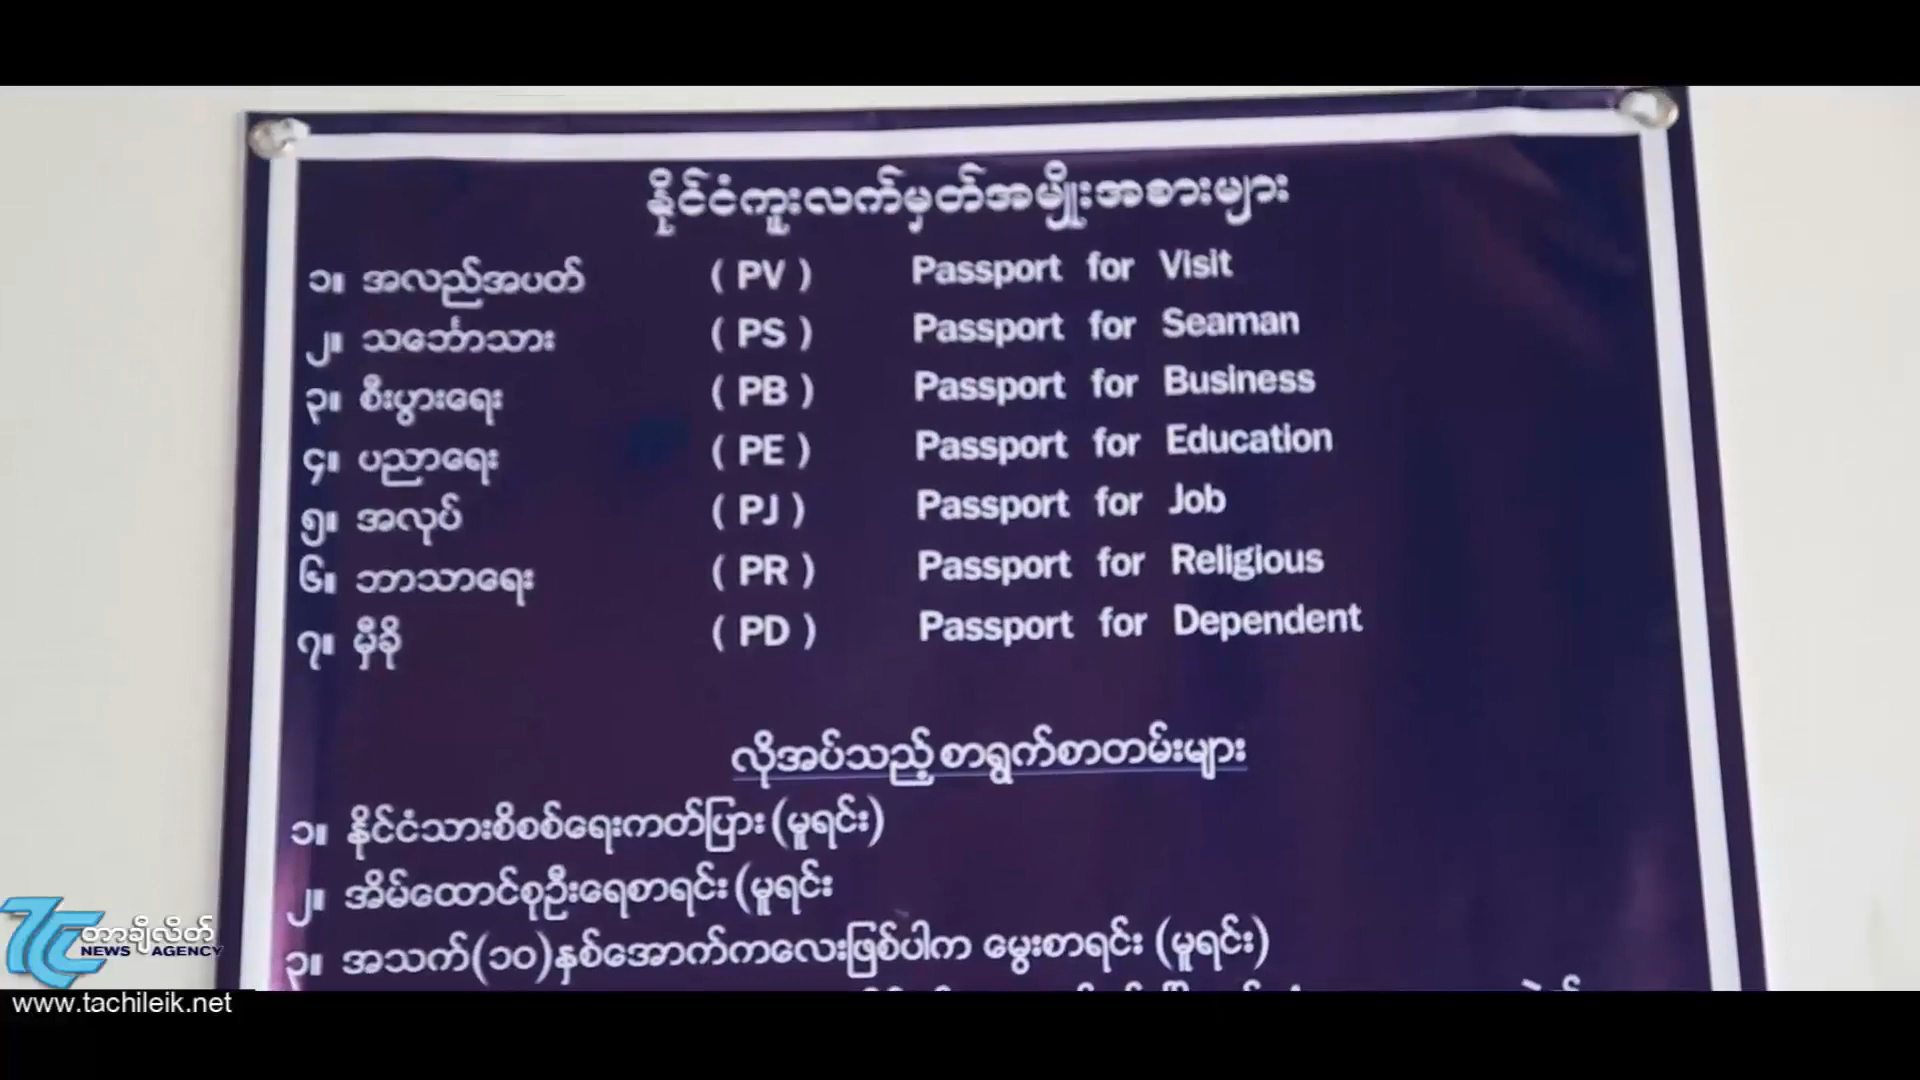 နိုင်ငံကူးလက်မှတ်အမျိုးအစားများ
၁။ အလည်အပတ် ( PV ) Passport for Visit
၂။ သင်္ဘောသား ( PS ) Passport for Seaman
၃။ စီးပွားရေး ( PB ) Passport for Business
၄။ ပညာရေး ( PE ) Passport for Education
၅။ အလုပ် ( PJ ) Passport for Job
၆။ ဘာသာရေး ( PR ) Passport for Religious
၇။ မှီခို ( PD ) Passport for Dependent
လိုအပ်သည့် စာရွက်စာတမ်းများ
၁။ နိုင်ငံသားစိစစ်ရေးကတ်ပြား (မူရင်း)
၂။ အိမ်ထောင်စုဦးရေစာရင်း (မူရင်း
၃။ အသက်(၁၀)နှစ်အောက်ကလေးဖြစ်ပါက မွေးစာရင်း (မူရင်း)
TCL တာချီလိတ်
NEWS AGENCY
www.tachileik.net